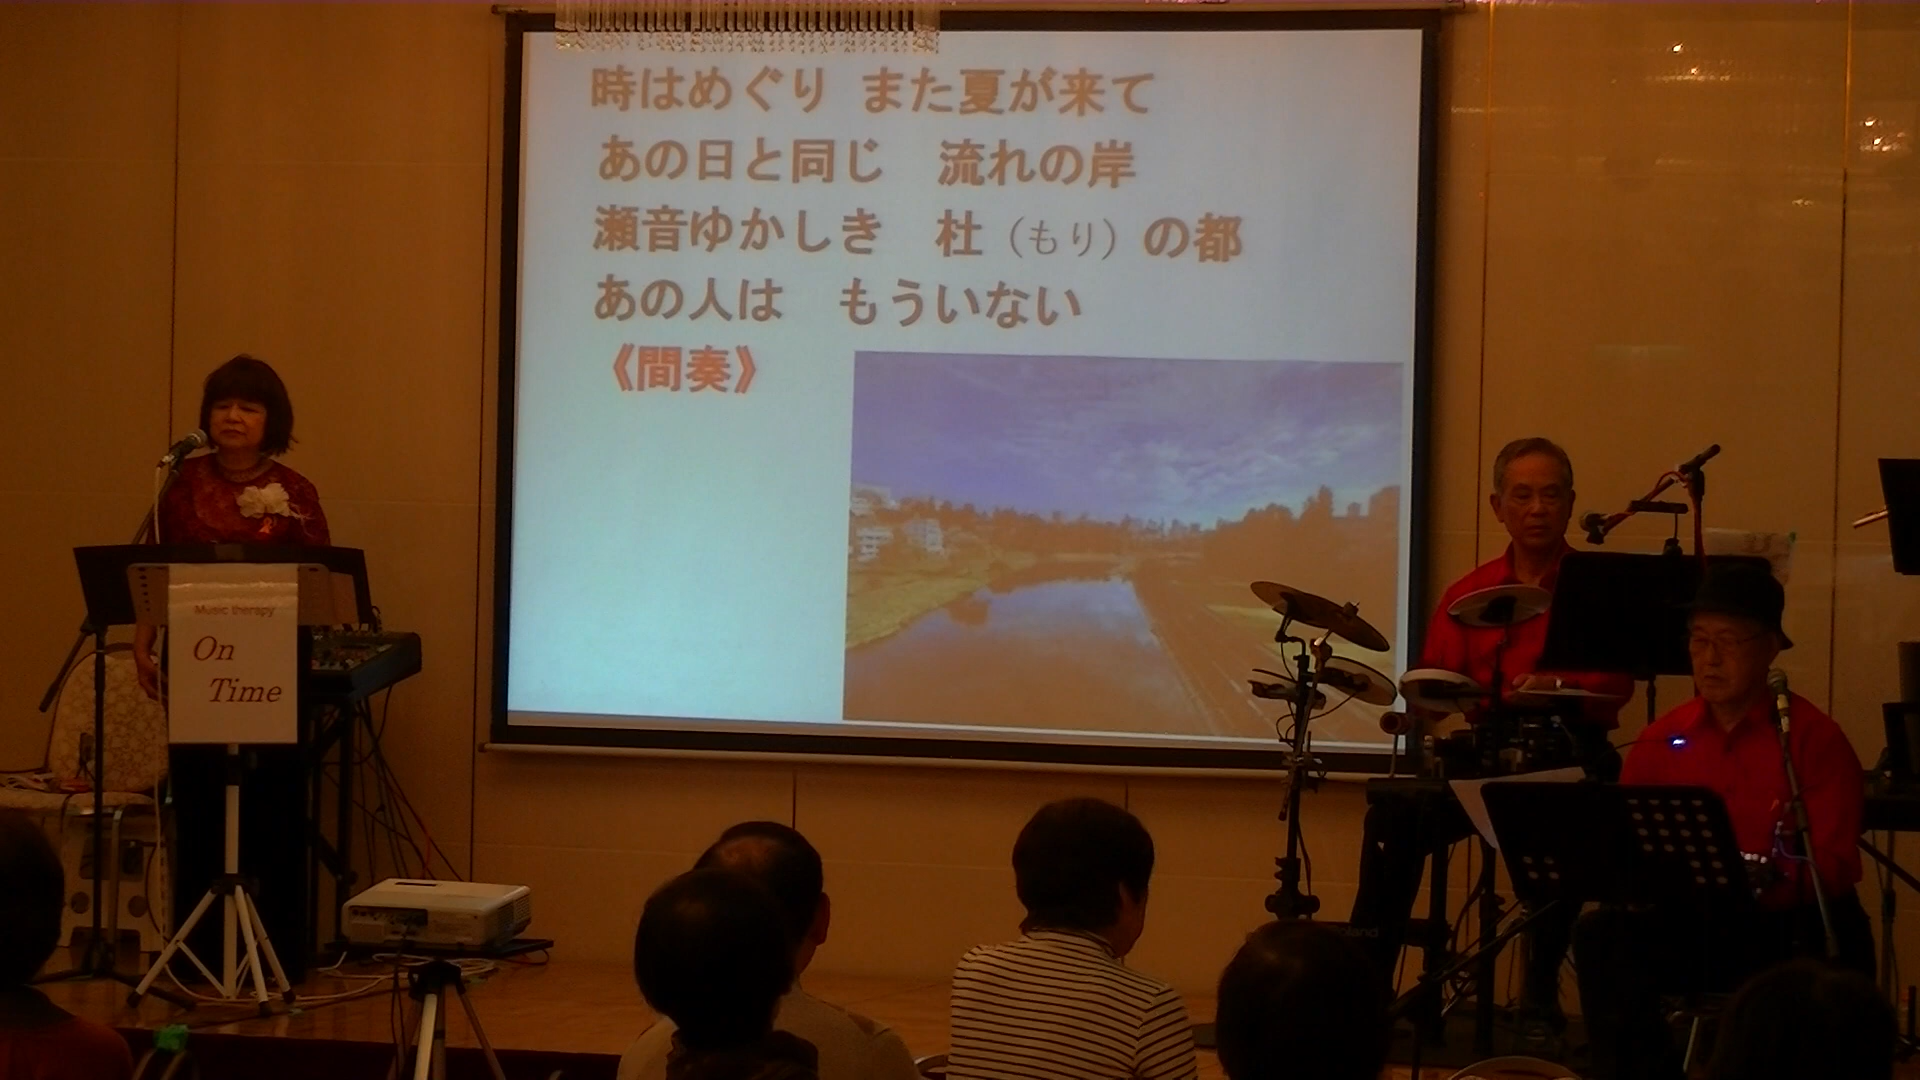 時はめぐり また夏が来て
あの日と同じ 流れの岸
瀬音ゆかしき 杜（もり）の都
あの人は もういない
《間奏》
Music therapy
On
Time
Roland